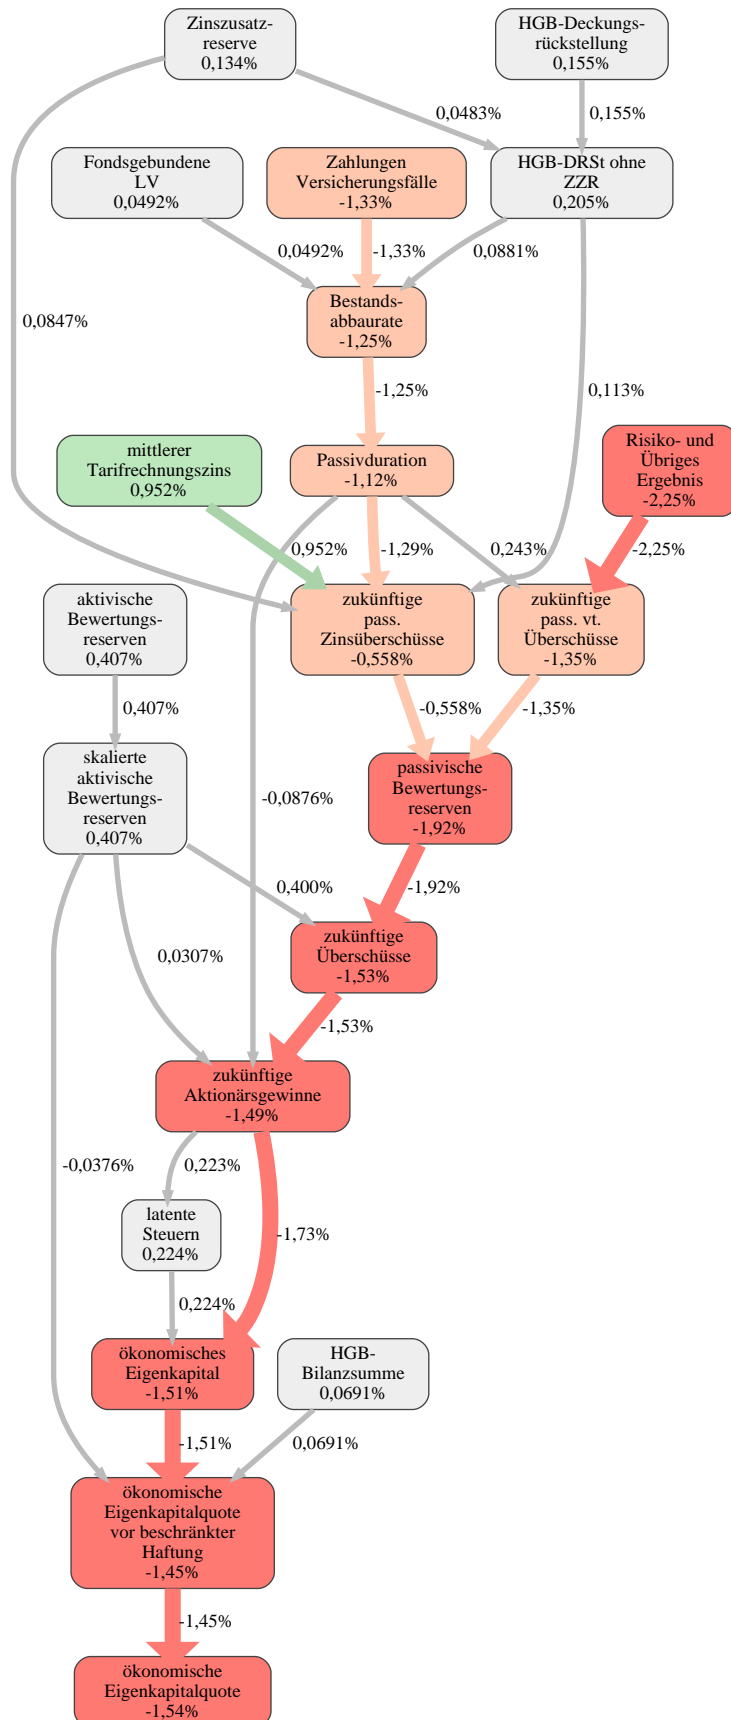 Zinszusatz-
reserve
0,134%
HGB-Deckungs-
rückstellung
0,155%
0,0483%
0,155%
Fondsgebundene
LV
0,0492%
Zahlungen
Versicherungsfälle
-1,33%
HGB-DRSt ohne
ZZR
0,205%
0,0492%
-1,33%
0,0881%
0,0847%
Bestands-
abbaurate
-1,25%
-1,25%
0,113%
mittlerer
Tarifrechnungszins
0,952%
Passivduration
-1,12%
Risiko- und
Übriges
Ergebnis
-2,25%
0,952%
-1,29%
0,243%
-2,25%
aktivische
Bewertungs-
reserven
0,407%
zukünftige
pass.
Zinsüberschüsse
-0,558%
zukünftige
pass. vt.
Überschüsse
-1,35%
0,407%
-0,558%
-1,35%
skalierte
aktivische
Bewertungs-
reserven
0,407%
-0,0876%
passivische
Bewertungs-
reserven
-1,92%
0,400%
-1,92%
0,0307%
zukünftige
Überschüsse
-1,53%
-1,53%
zukünftige
Aktionärsgewinne
-1,49%
-0,0376%
0,223%
-1,73%
latente
Steuern
0,224%
0,224%
ökonomisches
Eigenkapital
-1,51%
HGB-
Bilanzsumme
0,0691%
-1,51%
0,0691%
ökonomische
Eigenkapitalquote
vor beschränkter
Haftung
-1,45%
-1,45%
ökonomische
Eigenkapitalquote
-1,54%